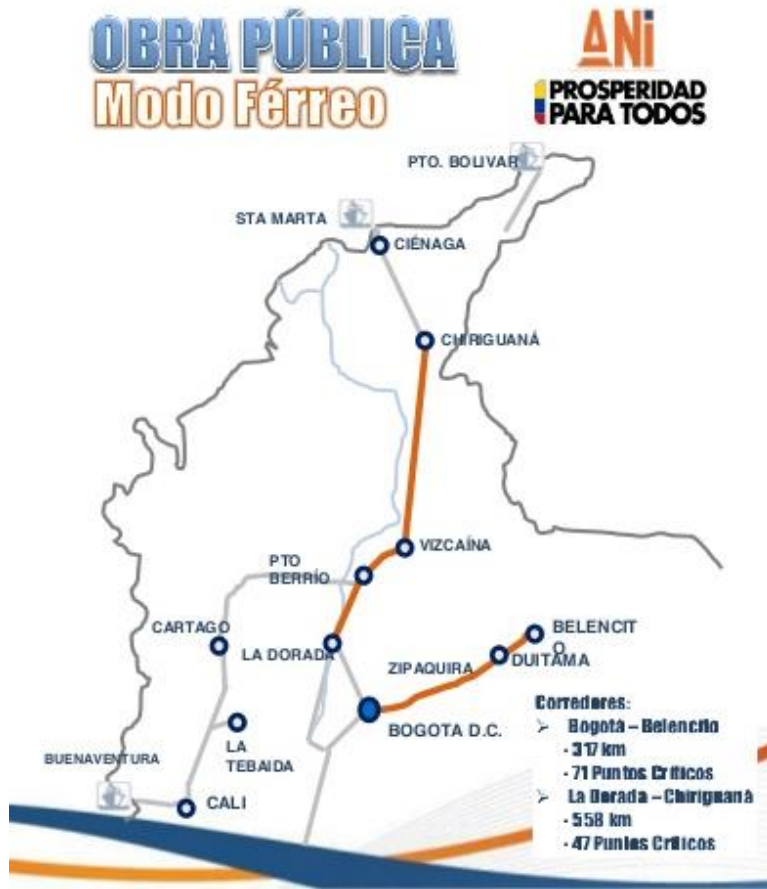 OBRA PÚBLICA
Modo Férreo
ANi
PROSPERIDAD
PARA TODOS
PTO. BOLIVAR
STA MARTA
CIÉNAGA
CHIRIGUANÁ
VIZCAÍNA
PTO
BERRÍO
CARTAGO
LA DORADA
BELENCIT
O
ZIPAQUIRA
DUITAMA
BOGOTA D.C.
LA
TEBAIDA
BUENAVENTURA
CALI
Corredores:
➢ Bogotá – Belencito
- 317 km
- 71 Puntos Críticos
➢ La Dorada – Chiriguaná
- 558 km
- 47 Puntos Críticos